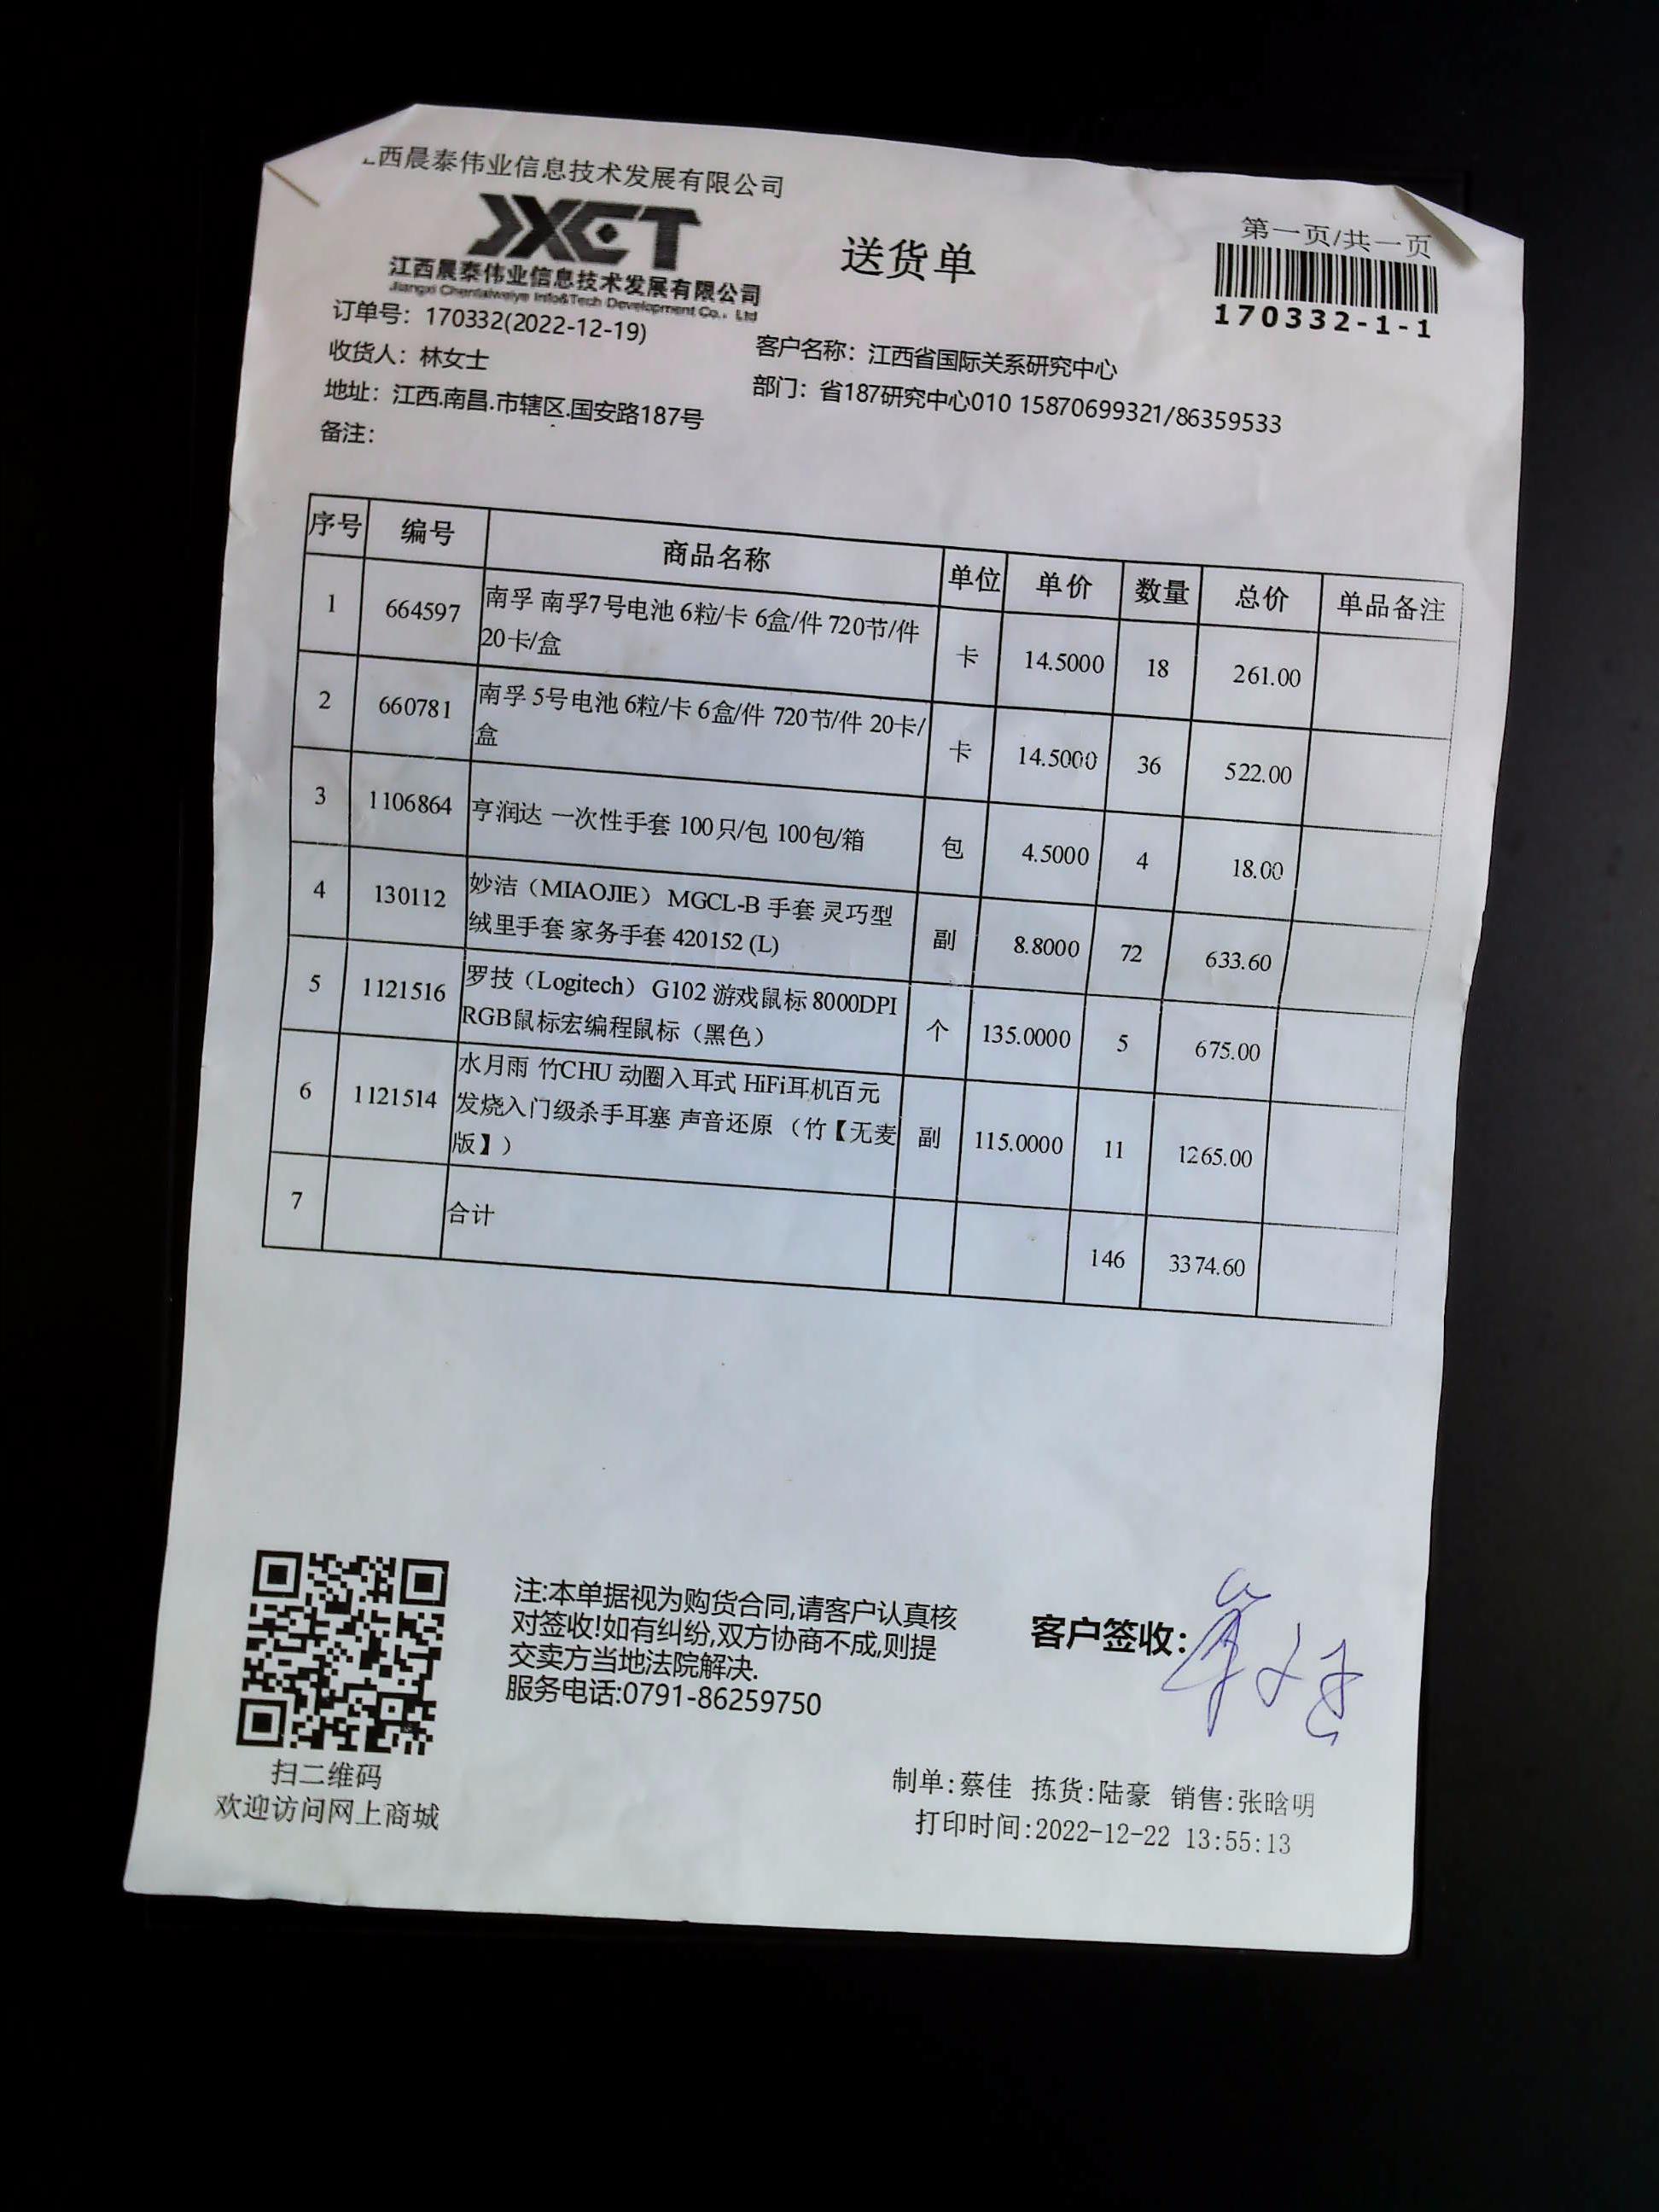 西晨泰伟业信息技术发展有限公司
第一页/共一页
JXCT
江西晨泰伟业信息技术发展有限公司
Jiangxi Chentaiweiye Info&Tech Development Co., Ltd
送货单
170332-1-1
订单号：170332(2022-12-19)
收货人：林女士
客户名称：江西省国际关系研究中心
地址：江西.南昌.市辖区.国安路187号
部门：省187研究中心010 15870699321/86359533
备注：
序号 编号 商品名称 单位 单价 数量 总价 单品备注
1 664597 南孚 南孚7号电池 6粒/卡 6盒/件 720节/件 卡 14.5000 18 261.00
20卡/盒
2 660781 南孚 5号电池 6粒/卡 6盒/件 720节/件 20卡/ 卡 14.5000 36 522.00
盒
3 1106864 亨润达 一次性手套 100只/包 100包/箱 包 4.5000 4 18.00
4 130112 妙洁（MIAOJIE） MGCL-B 手套 灵巧型 副 8.8000 72 633.60
绒里手套 家务手套 420152 (L)
5 1121516 罗技（Logitech） G102 游戏鼠标 8000DPI 个 135.0000 5 675.00
RGB鼠标宏编程鼠标（黑色）
6 1121514 水月雨 竹CHU 动圈入耳式 HiFi耳机百元 副 115.0000 11 1265.00
发烧入门级杀手耳塞 声音还原 （竹【无麦
版】）
7 合计 146 3374.60
注:本单据视为购货合同,请客户认真核
对签收!如有纠纷,双方协商不成,则提
交卖方当地法院解决.
服务电话:0791-86259750
客户签收:
扫二维码
欢迎访问网上商城
制单:蔡佳 拣货:陆豪 销售:张晗明
打印时间:2022-12-22 13:55:13